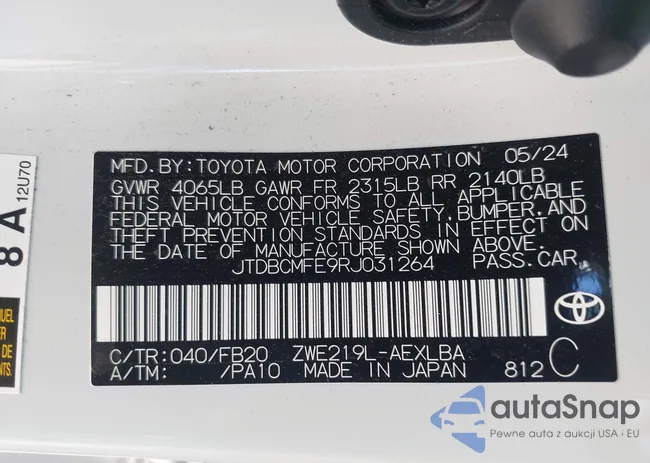 MFD.BY:TOYOTA MOTOR CORPORATION 05/24
GVWR 4065LB GAWR FR 2315LB RR 2140LB
THIS VEHICLE CONFORMS TO ALL APPLICABLE
FEDERAL MOTOR VEHICLE SAFETY,BUMPER,AND
THEFT PREVENTION STANDARDS IN EFFECT ON
THE DATE OF MANUFACTURE SHOWN ABOVE.
JTDBCMFE9RJ031264 PASS.CAR
C/TR:040/FB20 ZWE219L-AEXLBA
A/TM: /PA10 MADE IN JAPAN 812 C
8 A
12U70
DE
autoSnap
Pewne auta z aukcji USA i EU